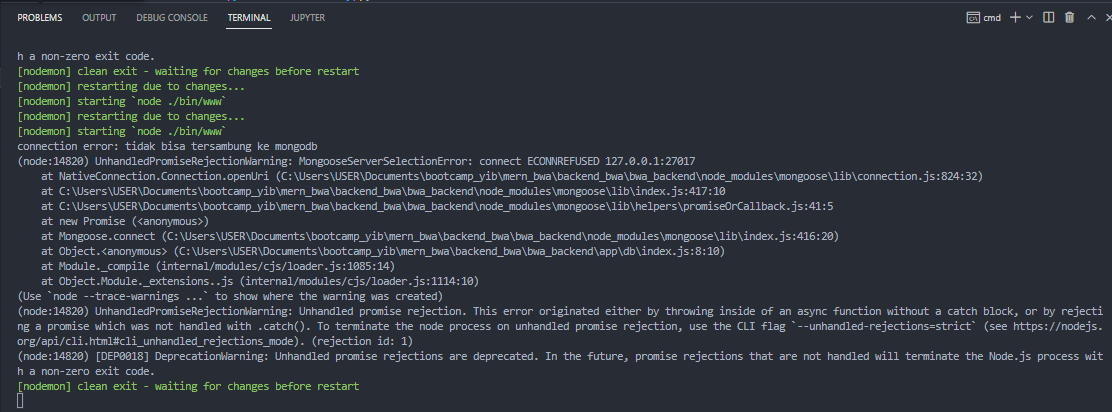 PROBLEMS OUTPUT DEBUG CONSOLE TERMINAL JUPYTER cmd
h a non-zero exit code.
[nodemon] clean exit - waiting for changes before restart
[nodemon] restarting due to changes...
[nodemon] starting `node ./bin/www`
[nodemon] restarting due to changes...
[nodemon] starting `node ./bin/www`
connection error: tidak bisa tersambung ke mongodb
(node:14820) UnhandledPromiseRejectionWarning: MongooseServerSelectionError: connect ECONNREFUSED 127.0.0.1:27017
    at NativeConnection.Connection.openUri (C:\Users\USER\Documents\bootcamp_yib\mern_bwa\backend_bwa\bwa_backend\node_modules\mongoose\lib\connection.js:824:32)
    at C:\Users\USER\Documents\bootcamp_yib\mern_bwa\backend_bwa\bwa_backend\node_modules\mongoose\lib\index.js:417:10
    at C:\Users\USER\Documents\bootcamp_yib\mern_bwa\backend_bwa\bwa_backend\node_modules\mongoose\lib\helpers\promiseOrCallback.js:41:5
    at new Promise (<anonymous>)
    at Mongoose.connect (C:\Users\USER\Documents\bootcamp_yib\mern_bwa\backend_bwa\bwa_backend\node_modules\mongoose\lib\index.js:416:20)
    at Object.<anonymous> (C:\Users\USER\Documents\bootcamp_yib\mern_bwa\backend_bwa\bwa_backend\app\db\index.js:8:10)
    at Module._compile (internal/modules/cjs/loader.js:1085:14)
    at Object.Module._extensions..js (internal/modules/cjs/loader.js:1114:10)
(Use `node --trace-warnings ...` to show where the warning was created)
(node:14820) UnhandledPromiseRejectionWarning: Unhandled promise rejection. This error originated either by throwing inside of an async function without a catch block, or by rejecti
ng a promise which was not handled with .catch(). To terminate the node process on unhandled promise rejection, use the CLI flag `--unhandled-rejections=strict` (see https://nodejs.
org/api/cli.html#cli_unhandled_rejections_mode). (rejection id: 1)
(node:14820) [DEP0018] DeprecationWarning: Unhandled promise rejections are deprecated. In the future, promise rejections that are not handled will terminate the Node.js process wit
h a non-zero exit code.
[nodemon] clean exit - waiting for changes before restart